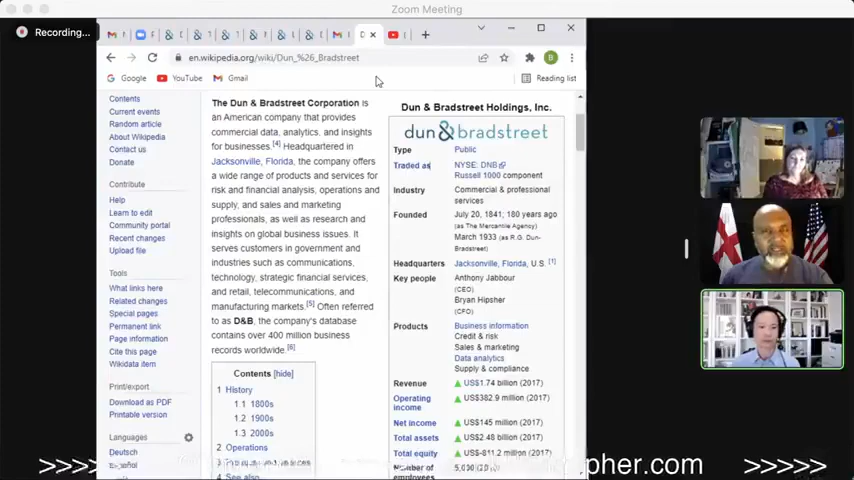 Zoom Meeting
Recording...
en.wikipedia.org/wiki/Dun_%26_Bradstreet
B
Google
YouTube
Gmail
Reading list
Contents
Current events
Random article
About Wikipedia
Contact us
Donate
Contribute
Help
Learn to edit
Community portal
Recent changes
Upload file
Tools
What links here
Related changes
Special pages
Permanent link
Page information
Cite this page
Wikidata item
Print/export
Download as PDF
Printable version
Languages
Deutsch
Español
The Dun & Bradstreet Corporation is
an American company that provides
commercial data, analytics, and insights
for businesses.[4] Headquartered in
Jacksonville, Florida, the company offers
a wide range of products and services for
risk and financial analysis, operations and
supply, and sales and marketing
professionals, as well as research and
insights on global business issues. It
serves customers in government and
industries such as communications,
technology, strategic financial services,
and retail, telecommunications, and
manufacturing markets.[5] Often referred
to as D&B, the company's database
contains over 400 million business
records worldwide.[6]
Contents [hide]
1 History
1.1 1800s
1.2 1900s
1.3 2000s
2 Operations
4 See also
Dun & Bradstreet Holdings, Inc.
dun & bradstreet
Type Public
Traded as NYSE: DNB
Russell 1000 component
Industry Commercial & professional
services
Founded July 20, 1841; 180 years ago
(as The Mercantile Agency)
March 1933 (as R.G. Dun-
Bradstreet)
Headquarters Jacksonville, Florida, U.S. [1]
Key people Anthony Jabbour
(CEO)
Bryan Hipsher
(CFO)
Products Business information
Credit & risk
Sales & marketing
Data analytics
Supply & compliance
Revenue ▲ US$1.74 billion (2017)
Operating ▲ US$382.9 million (2017)
income
Net income ▲ US$145 million (2017)
Total assets ▲ US$2.48 billion (2017)
Total equity ▲ US$-811.2 million (2017)
Number of
employees
>>>> pher.com >>>>>